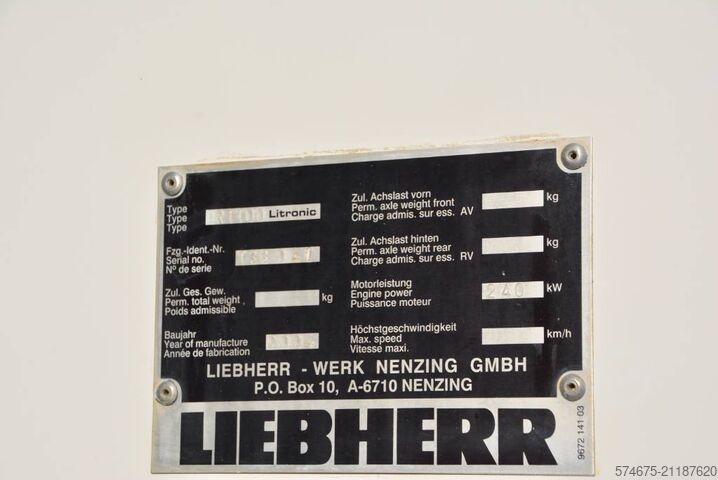 Type
Type
Type
Litronic
Fzg.-Ident.-Nr.
Serial no.
N° de serie
Zul. Ges. Gew.
Perm. total weight
Poids admissible
kg
Baujahr
Year of manufacture
Année de fabrication
Zul. Achslast vorn
Perm. axle weight front
Charge admis. sur ess. AV
kg
Zul. Achslast hinten
Perm. axle weight rear
Charge admis. sur ess. RV
kg
Motorleistung
Engine power
Puissance moteur
240 kW
Höchstgeschwindigkeit
Max. speed
Vitesse maxi.
km/h
LIEBHERR - WERK NENZING GMBH
P.O. Box 10, A-6710 NENZING
LIEBHERR
9672 141 03
574675-21187620